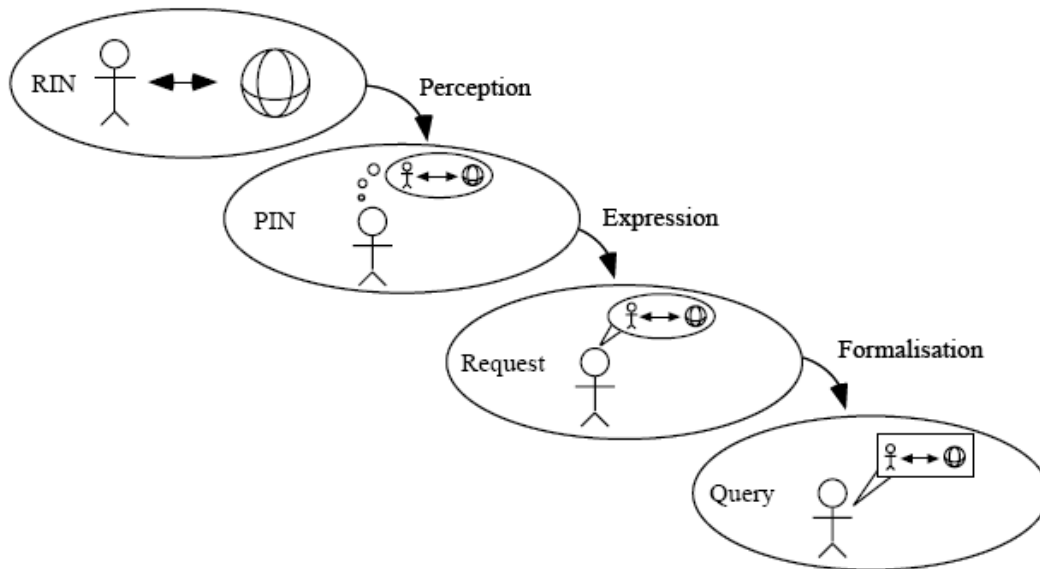 RIN
Perception
PIN
Expression
Request
Formalisation
Query